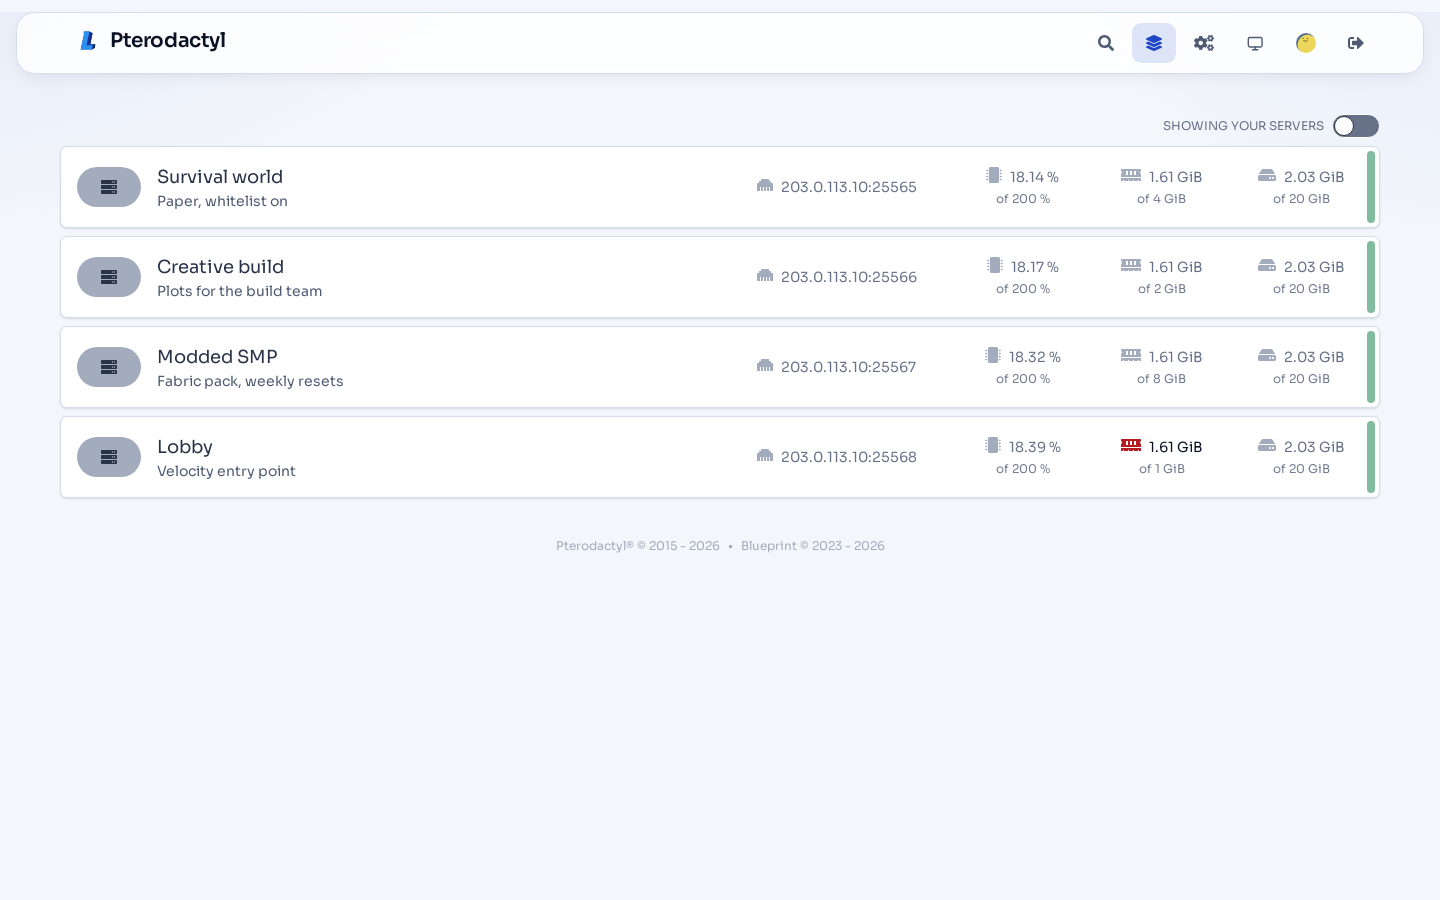 Pterodactyl
SHOWING YOUR SERVERS
Survival world
Paper, whitelist on
203.0.113.10:25565
18.14 %
of 200 %
1.61 GiB
of 4 GiB
2.03 GiB
of 20 GiB
Creative build
Plots for the build team
203.0.113.10:25566
18.17 %
of 200 %
1.61 GiB
of 2 GiB
2.03 GiB
of 20 GiB
Modded SMP
Fabric pack, weekly resets
203.0.113.10:25567
18.32 %
of 200 %
1.61 GiB
of 8 GiB
2.03 GiB
of 20 GiB
Lobby
Velocity entry point
203.0.113.10:25568
18.39 %
of 200 %
1.61 GiB
of 1 GiB
2.03 GiB
of 20 GiB
Pterodactyl® © 2015 - 2026 • Blueprint © 2023 - 2026